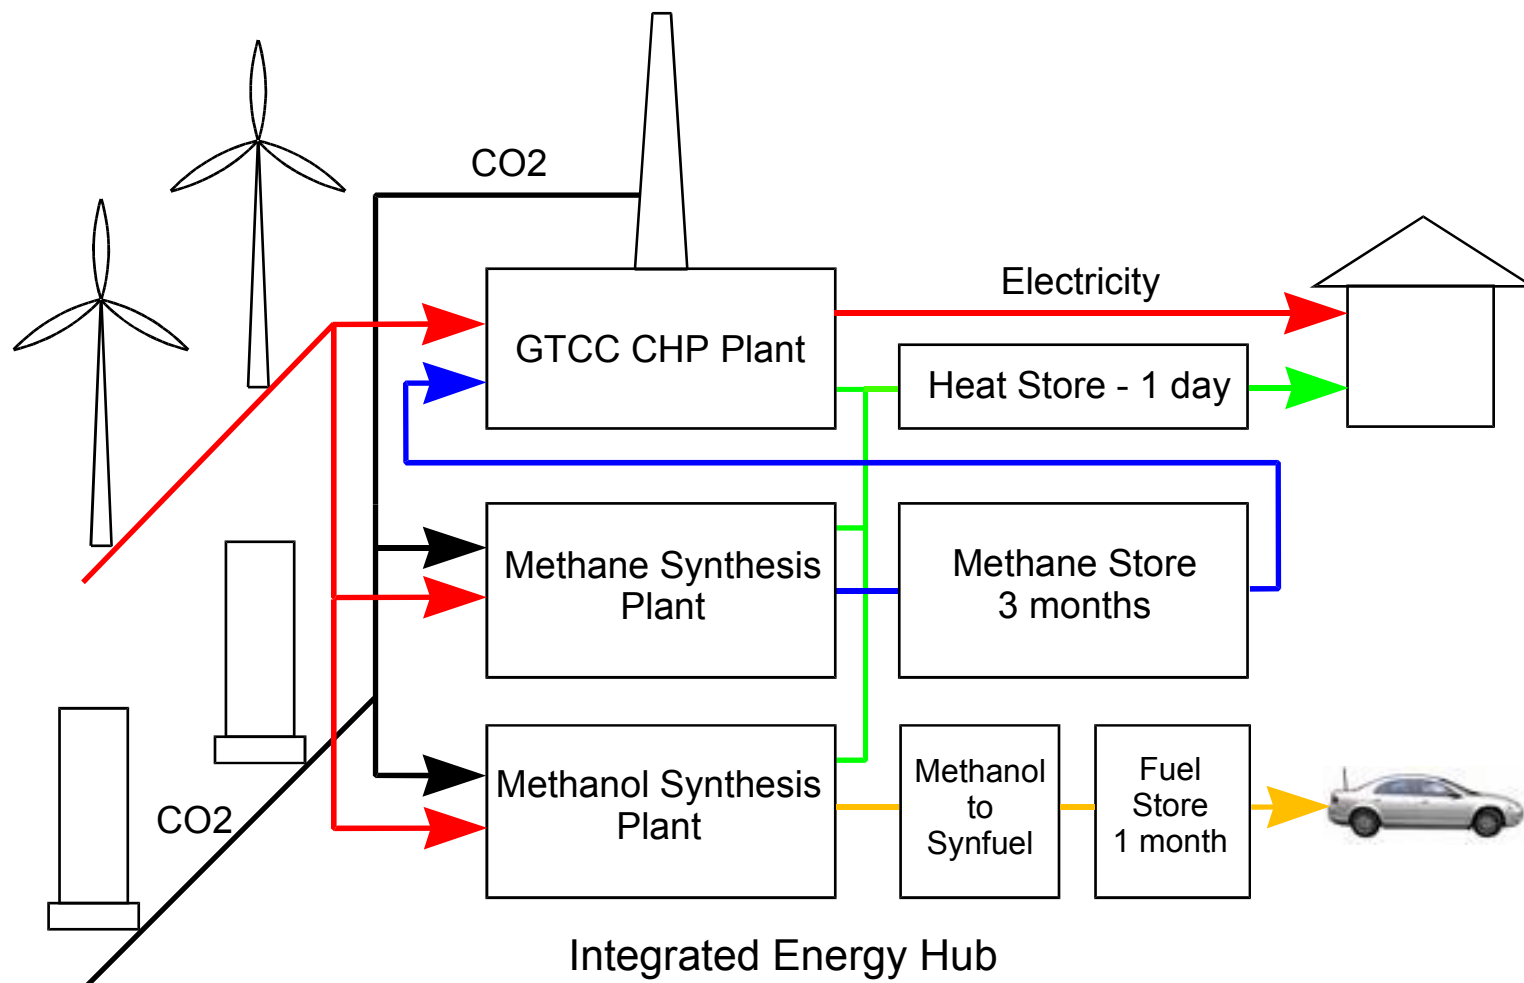 CO2
Electricity
GTCC CHP Plant
Heat Store - 1 day
Methane Synthesis
Plant
Methane Store
3 months
Methanol Synthesis
Plant
Methanol
to
Synfuel
Fuel
Store
1 month
CO2
Integrated Energy Hub